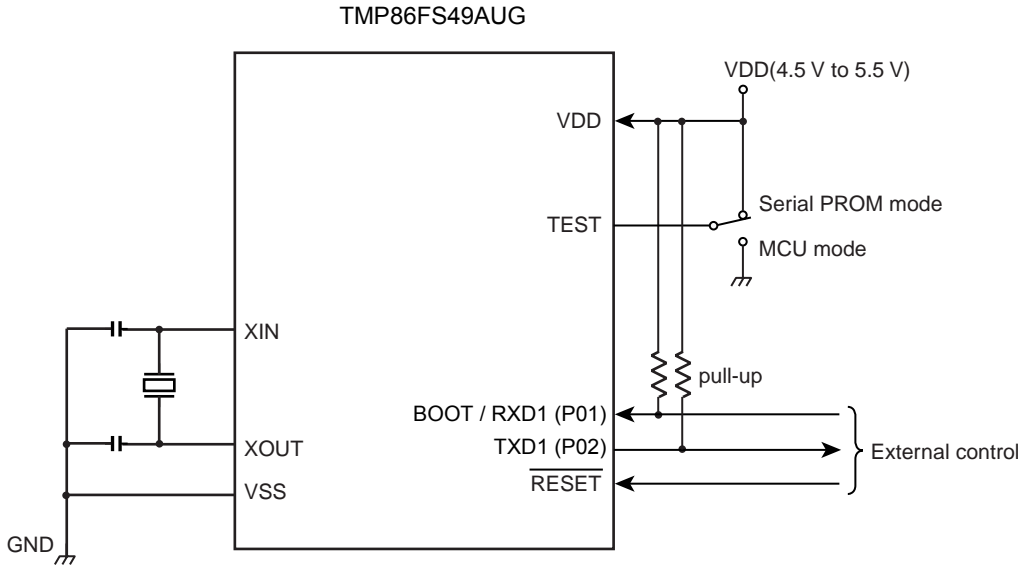 TMP86FS49AUG
VDD(4.5 V to 5.5 V)
VDD
Serial PROM mode
TEST
MCU mode
XIN
pull-up
BOOT / RXD1 (P01)
XOUT
TXD1 (P02)
External control
RESET
VSS
GND